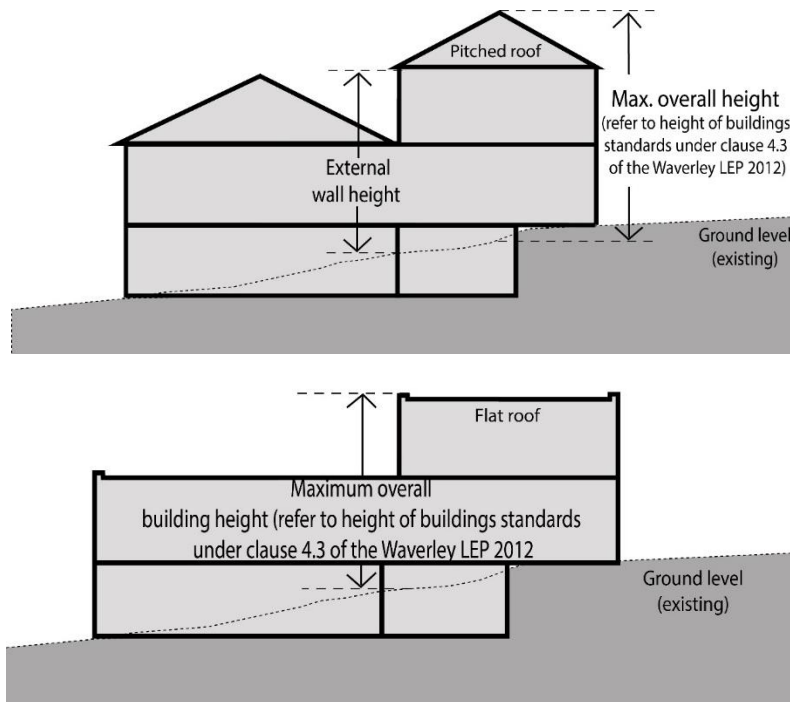 Pitched roof
Max. overall height
(refer to height of buildings
standards under clause 4.3
of the Waverley LEP 2012)
External
wall height
Ground level
(existing)
Flat roof
Maximum overall
building height (refer to height of buildings standards
under clause 4.3 of the Waverley LEP 2012
Ground level
(existing)